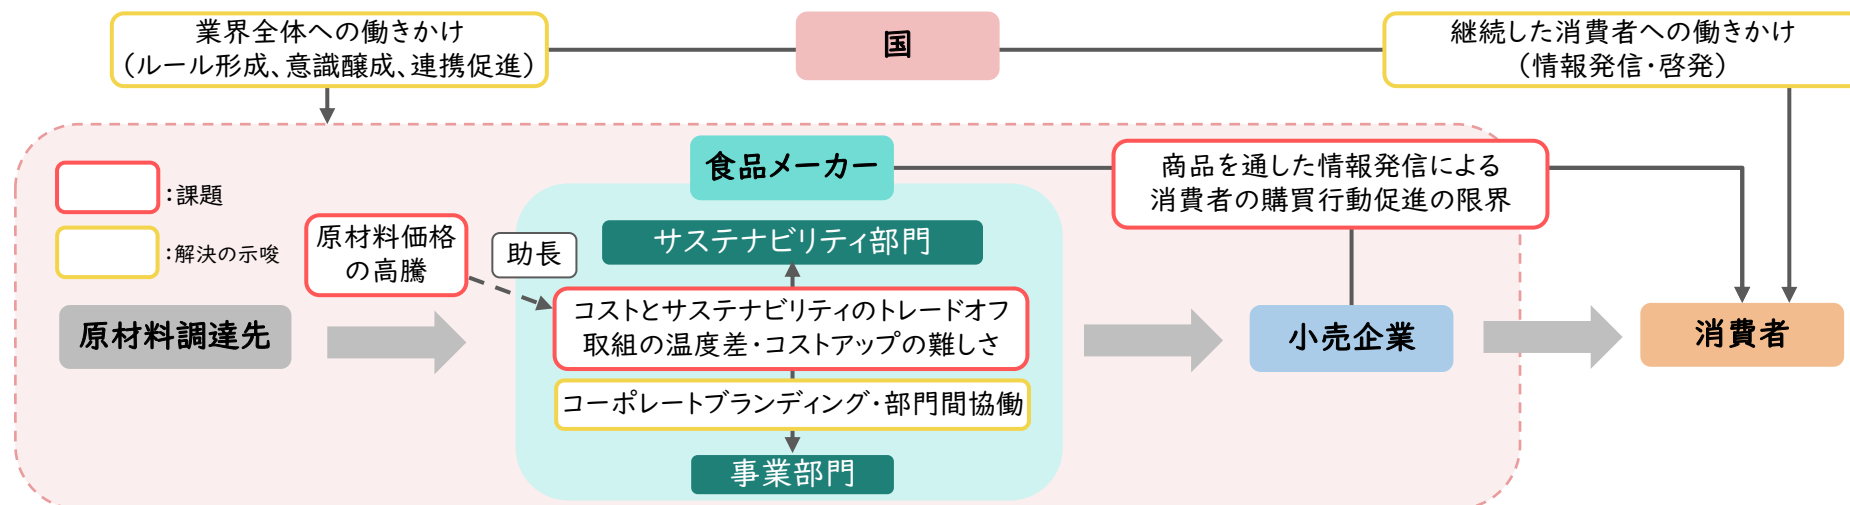 業界全体への働きかけ
（ルール形成、意識醸成、連携促進）
国
継続した消費者への働きかけ
（情報発信・啓発）
食品メーカー
商品を通した情報発信による
消費者の購買行動促進の限界
：課題
：解決の示唆
原材料価格
の高騰
助長
サステナビリティ部門
コストとサステナビリティのトレードオフ
取組の温度差・コストアップの難しさ
コーポレートブランディング・部門間協働
事業部門
原材料調達先
小売企業
消費者